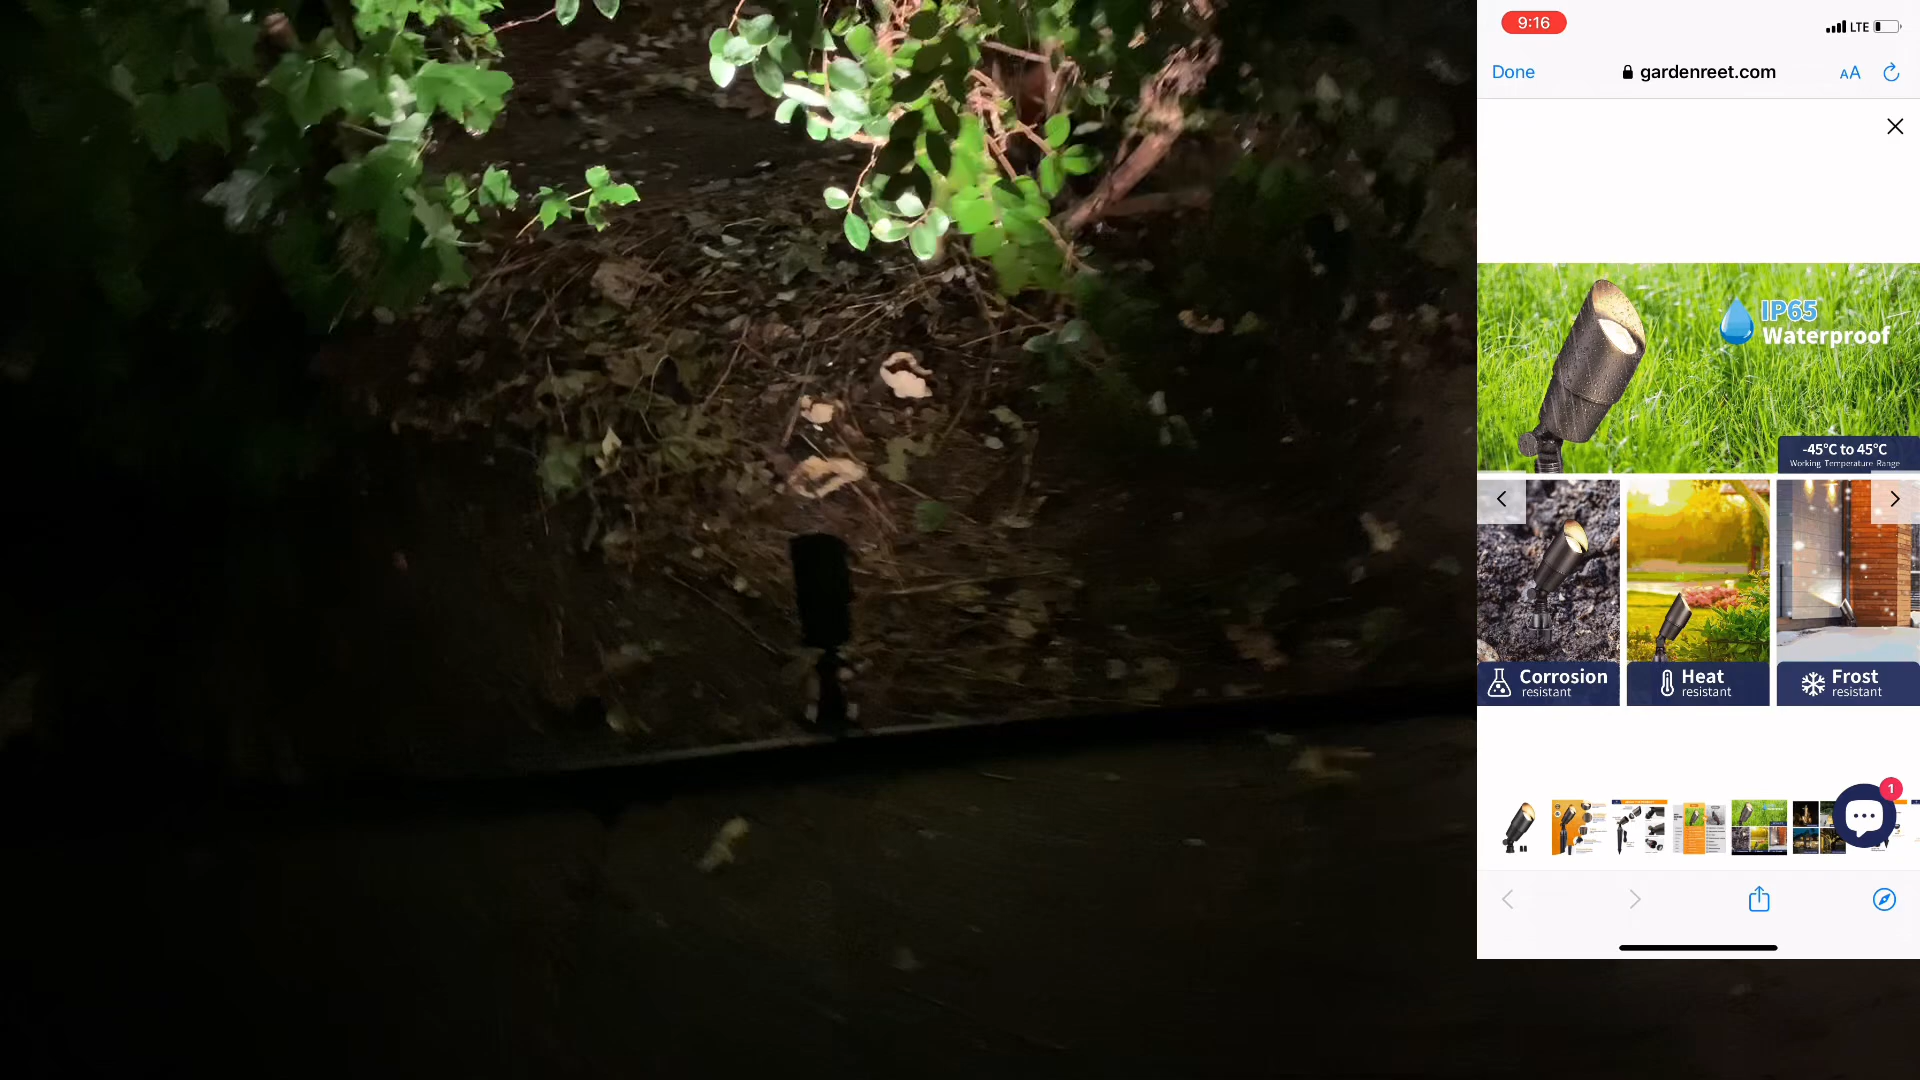 9:16
LTE
Done
gardenreet.com
AA
IP65
Waterproof
-45°C to 45°C
Working Temperature Range
Corrosion
resistant
Heat
resistant
Frost
resistant
1